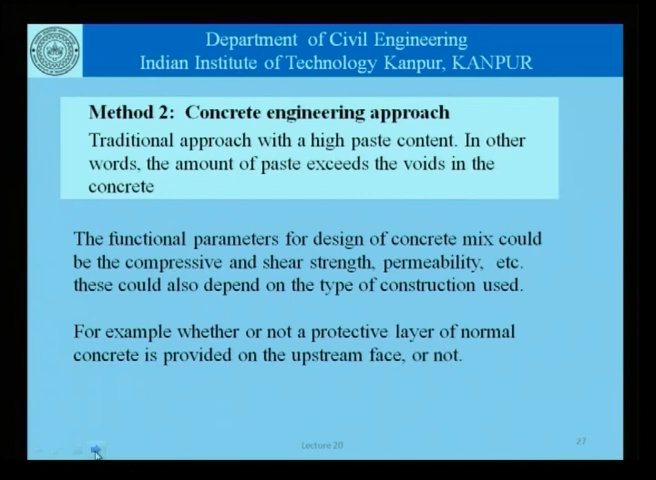 Department of Civil Engineering
Indian Institute of Technology Kanpur, KANPUR
Method 2: Concrete engineering approach
Traditional approach with a high paste content. In other
words, the amount of paste exceeds the voids in the
concrete
The functional parameters for design of concrete mix could
be the compressive and shear strength, permeability, etc.
these could also depend on the type of construction used.
For example whether or not a protective layer of normal
concrete is provided on the upstream face, or not.
Lecture 20
27